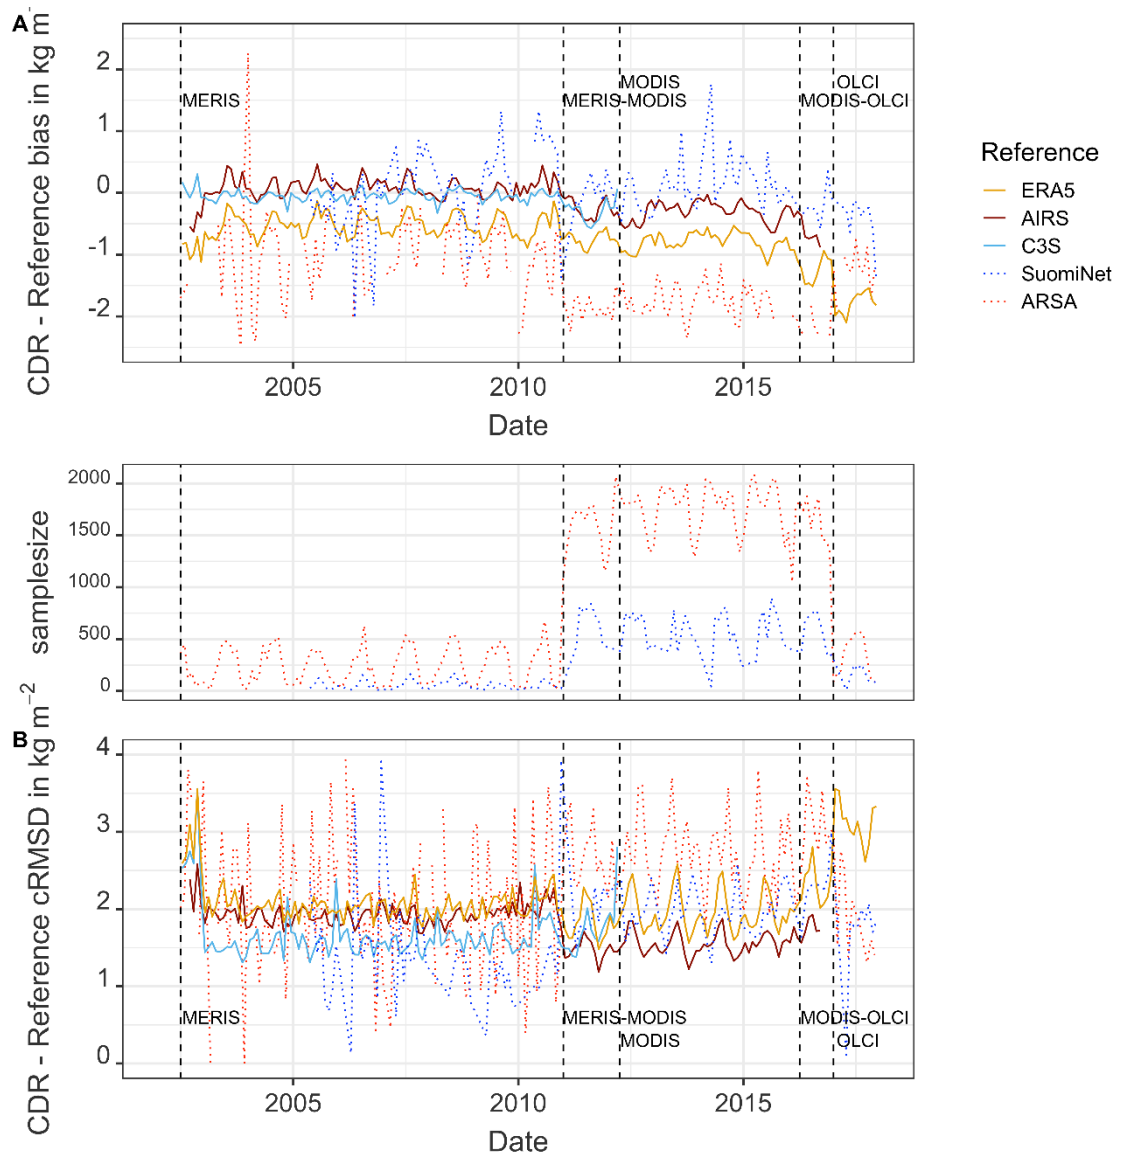 A
CDR - Reference bias in kg m⁻
2
1
0
-1
-2
MERIS
MODIS
MERIS-MODIS
OLCI
MODIS-OLCI
2005
2010
2015
Date
Reference
ERA5
AIRS
C3S
SuomiNet
ARSA
samplesize
2000
1500
1000
500
0
B
CDR - Reference cRMSD in kg m⁻²
4
3
2
1
0
MERIS
MERIS-MODIS
MODIS
MODIS-OLCI
OLCI
2005
2010
2015
Date